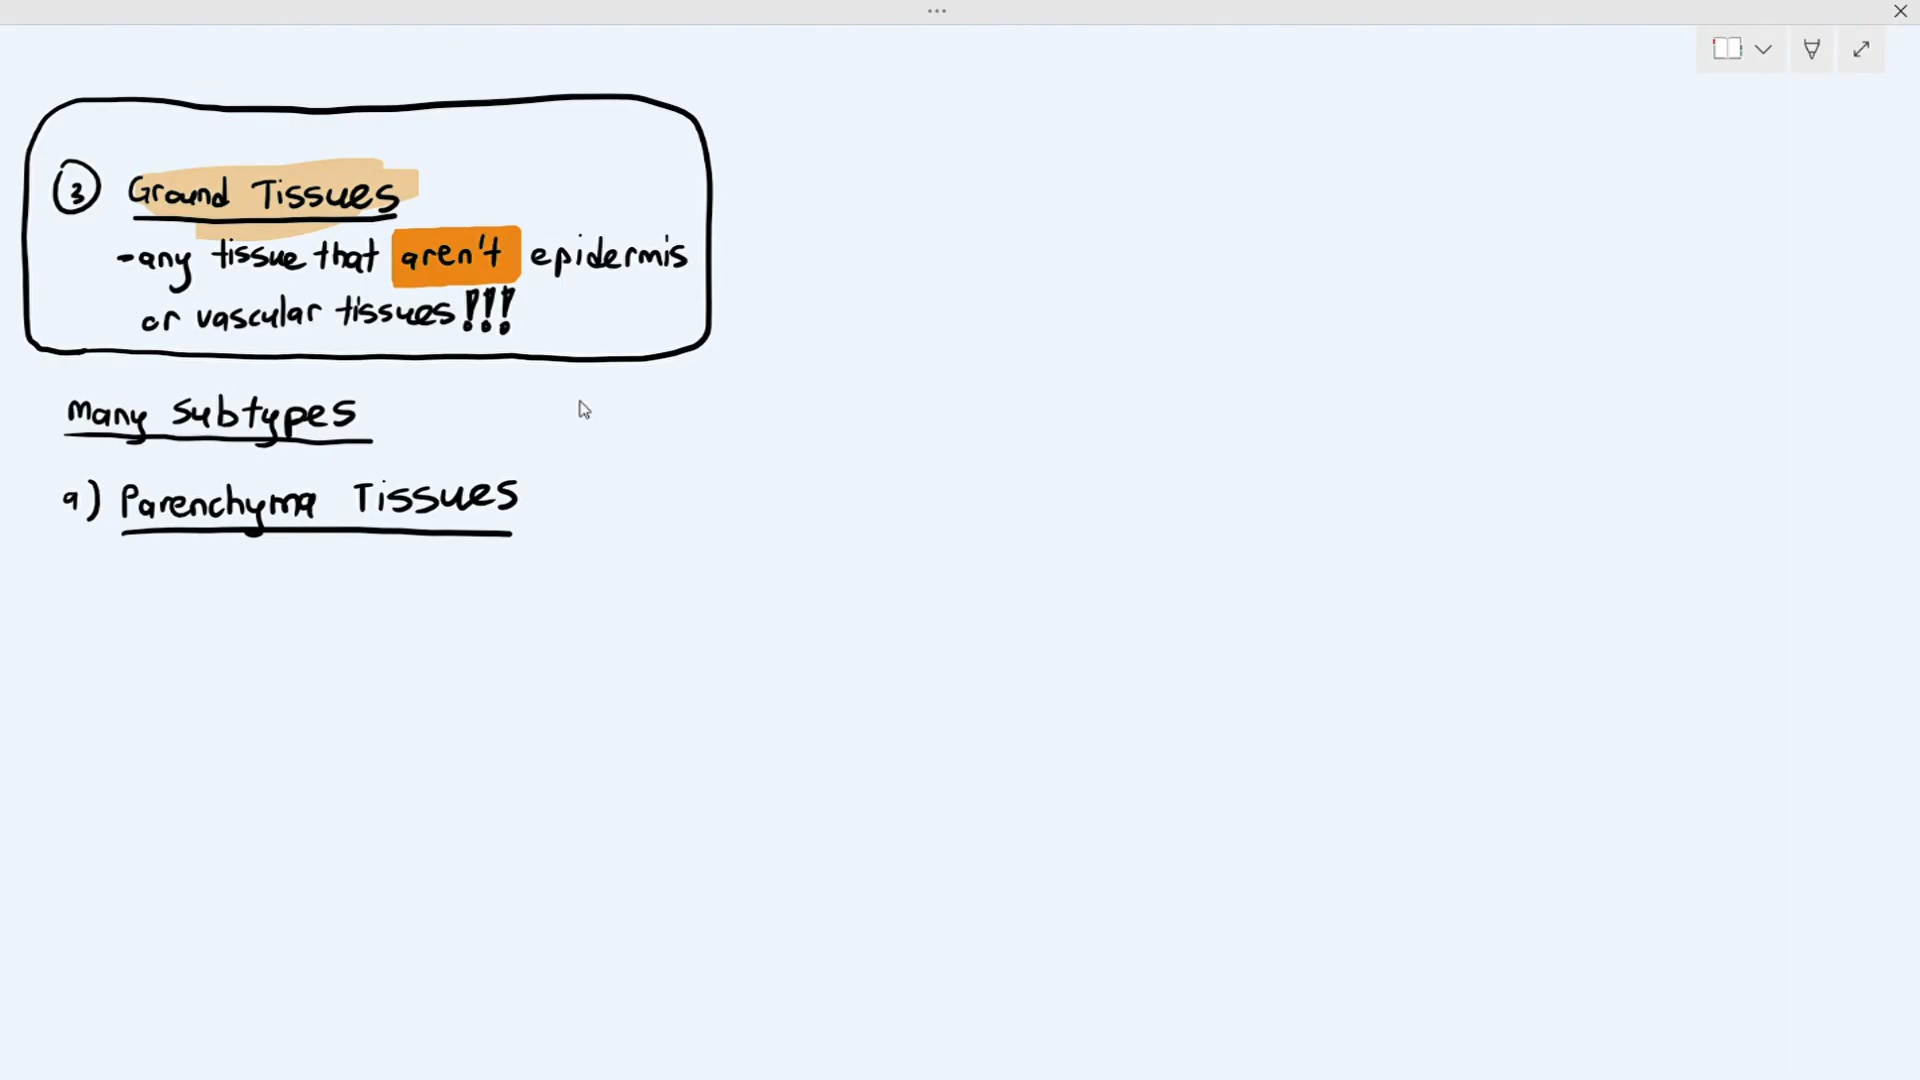 ③ Ground Tissues
-any tissue that aren't epidermis
or vascular tissues!!!
Many Subtypes
a) Parenchyma Tissues